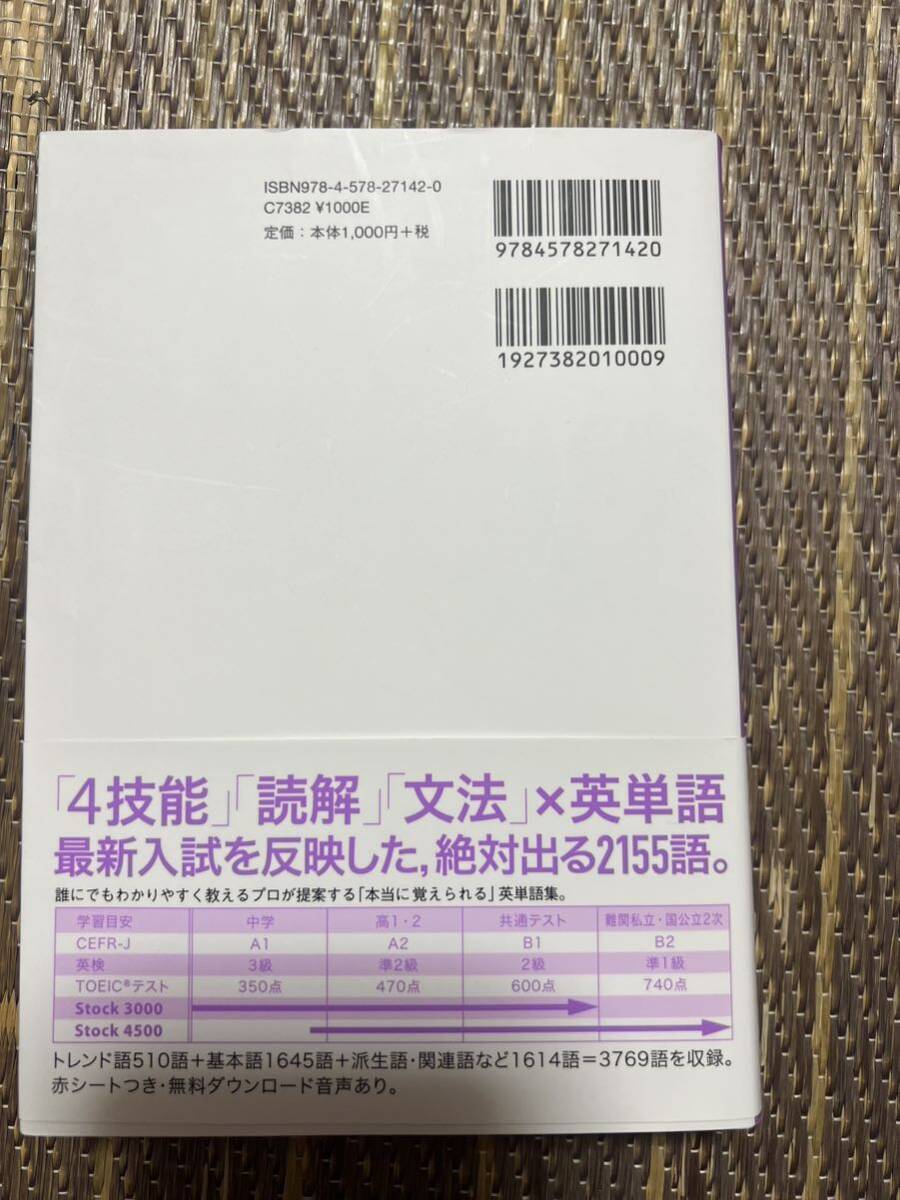 ISBN978-4-578-27142-0
C7382 ¥1000E
定価：本体1,000円＋税
9784578271420
1927382010009
「4技能」「読解」「文法」×英単語
最新入試を反映した,絶対出る2155語。
誰にでもわかりやすく教えるプロが提案する「本当に覚えられる」英単語集。
学習目安 中学 高1・2 共通テスト 難関私立・国公立2次
CEFR-J A1 A2 B1 B2
英検 3級 準2級 2級 準1級
TOEIC®テスト 350点 470点 600点 740点
Stock 3000
Stock 4500
トレンド語510語＋基本語1645語＋派生語・関連語など1614語＝3769語を収録。
赤シートつき・無料ダウンロード音声あり。